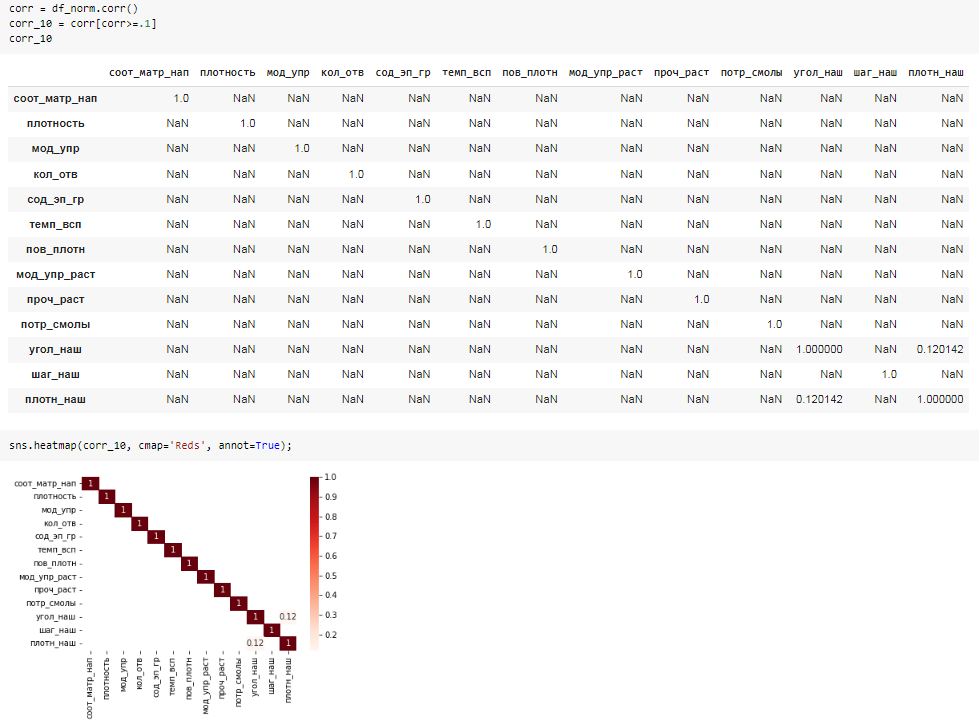 corr = df_norm.corr()
corr_10 = corr[corr>=.1]
corr_10
соот_матр_нап плотность мод_упр кол_отв сод_эп_гр темп_всп пов_плотн мод_упр_раст проч_раст потр_смолы угол_наш шаг_наш плотн_наш
соот_матр_нап 1.0 NaN NaN NaN NaN NaN NaN NaN NaN NaN NaN NaN NaN
плотность NaN 1.0 NaN NaN NaN NaN NaN NaN NaN NaN NaN NaN NaN
мод_упр NaN NaN 1.0 NaN NaN NaN NaN NaN NaN NaN NaN NaN NaN
кол_отв NaN NaN NaN 1.0 NaN NaN NaN NaN NaN NaN NaN NaN NaN
сод_эп_гр NaN NaN NaN NaN 1.0 NaN NaN NaN NaN NaN NaN NaN NaN
темп_всп NaN NaN NaN NaN NaN 1.0 NaN NaN NaN NaN NaN NaN NaN
пов_плотн NaN NaN NaN NaN NaN NaN 1.0 NaN NaN NaN NaN NaN NaN
мод_упр_раст NaN NaN NaN NaN NaN NaN NaN 1.0 NaN NaN NaN NaN NaN
проч_раст NaN NaN NaN NaN NaN NaN NaN NaN 1.0 NaN NaN NaN NaN
потр_смолы NaN NaN NaN NaN NaN NaN NaN NaN NaN 1.0 NaN NaN NaN
угол_наш NaN NaN NaN NaN NaN NaN NaN NaN NaN NaN 1.000000 NaN 0.120142
шаг_наш NaN NaN NaN NaN NaN NaN NaN NaN NaN NaN NaN 1.0 NaN
плотн_наш NaN NaN NaN NaN NaN NaN NaN NaN NaN NaN 0.120142 NaN 1.000000
sns.heatmap(corr_10, cmap='Reds', annot=True);
соот_матр_нап 1
плотность 1
мод_упр 1
кол_отв 1
сод_эп_гр 1
темп_всп 1
пов_плотн 1
мод_упр_раст 1
проч_раст 1
потр_смолы 1
угол_наш 1 0.12
шаг_наш 1
плотн_наш 0.12 1
соот_матр_нап
плотность
мод_упр
кол_отв
сод_эп_гр
темп_всп
пов_плотн
мод_упр_раст
проч_раст
потр_смолы
угол_наш
шаг_наш
плотн_наш
1.0
0.9
0.8
0.7
0.6
0.5
0.4
0.3
0.2